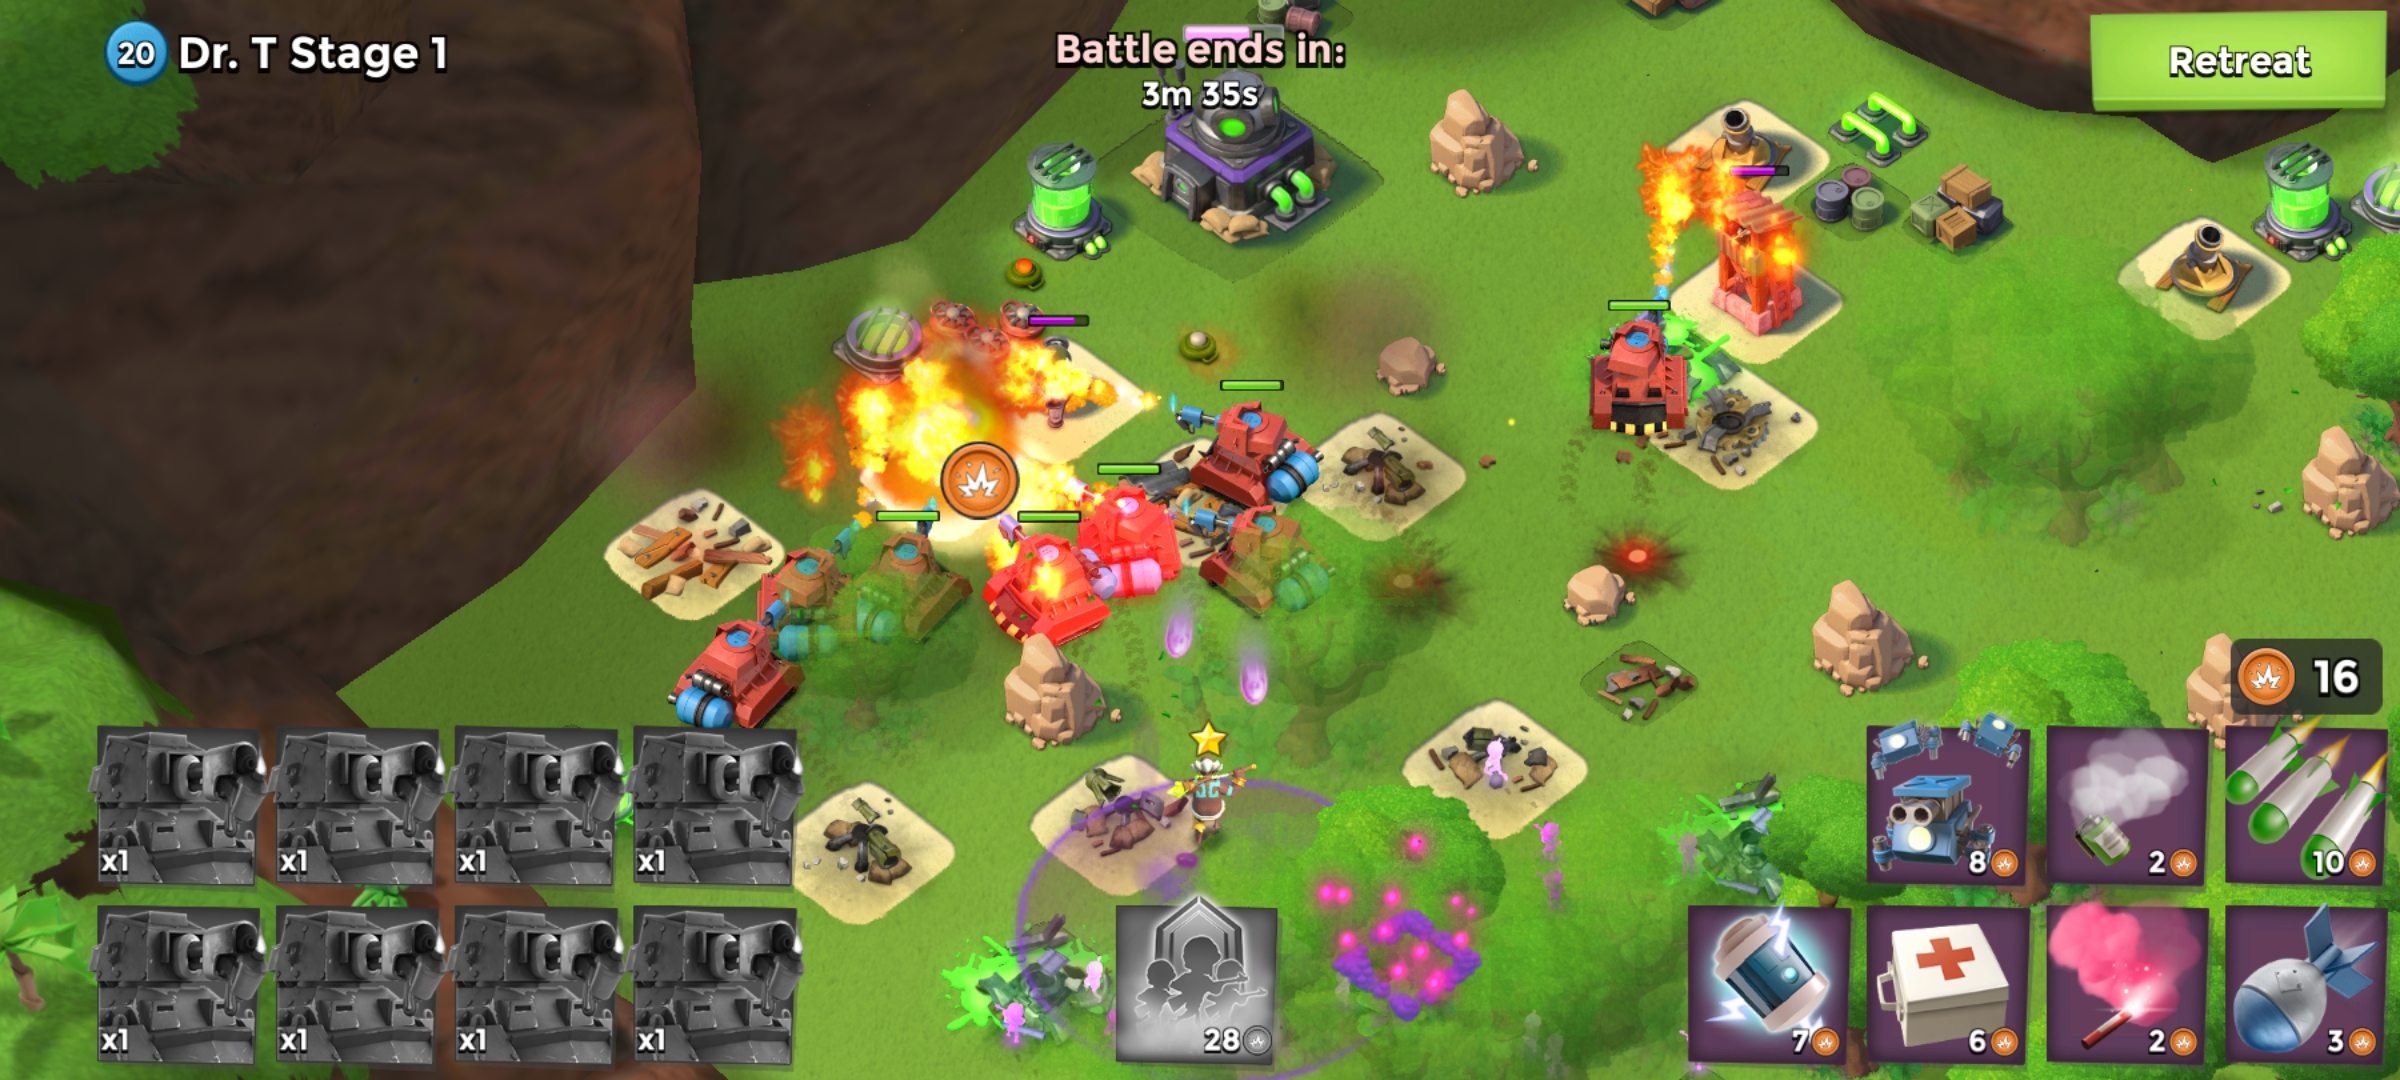 20 Dr. T Stage 1
Battle ends in:
3m 35s
Retreat
16
x1 x1 x1 x1
8 2 10
x1 x1 x1 x1
28
7 6 2 3